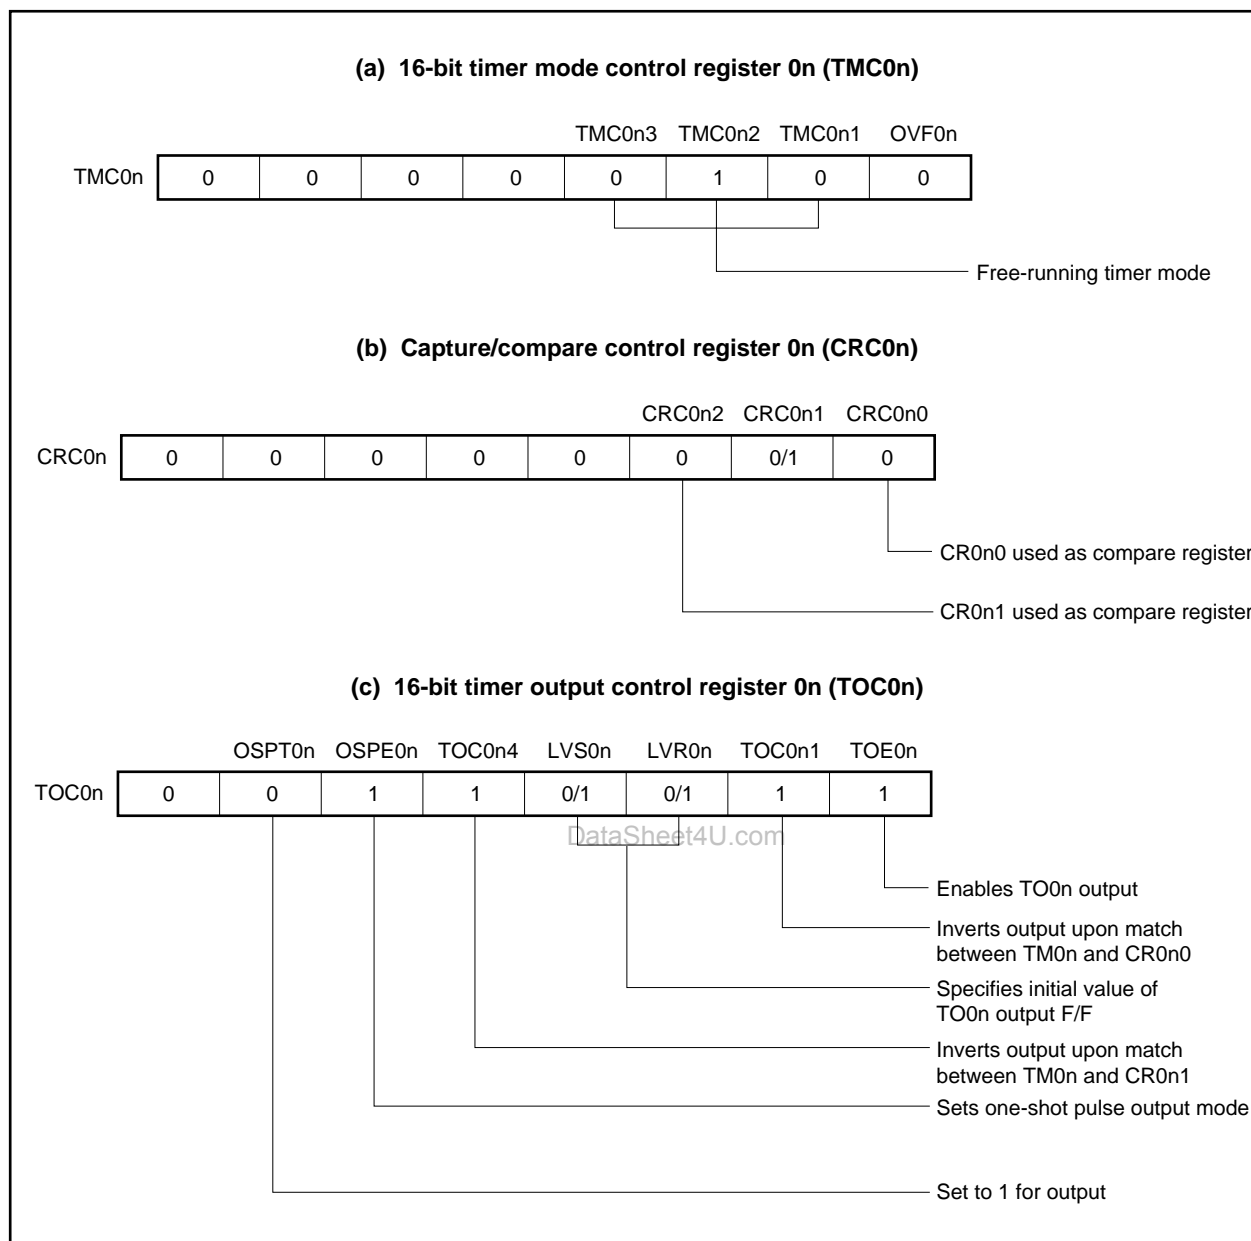 (a) 16-bit timer mode control register 0n (TMC0n)
TMC0n3 TMC0n2 TMC0n1 OVF0n
TMC0n 0 0 0 0 0 1 0 0
Free-running timer mode
(b) Capture/compare control register 0n (CRC0n)
CRC0n2 CRC0n1 CRC0n0
CRC0n 0 0 0 0 0 0 0/1 0
CR0n0 used as compare register
CR0n1 used as compare register
(c) 16-bit timer output control register 0n (TOC0n)
OSPT0n OSPE0n TOC0n4 LVS0n LVR0n TOC0n1 TOE0n
TOC0n 0 0 1 1 0/1 0/1 1 1
DataSheet4U.com
Enables TO0n output
Inverts output upon match
between TM0n and CR0n0
Specifies initial value of
TO0n output F/F
Inverts output upon match
between TM0n and CR0n1
Sets one-shot pulse output mode
Set to 1 for output